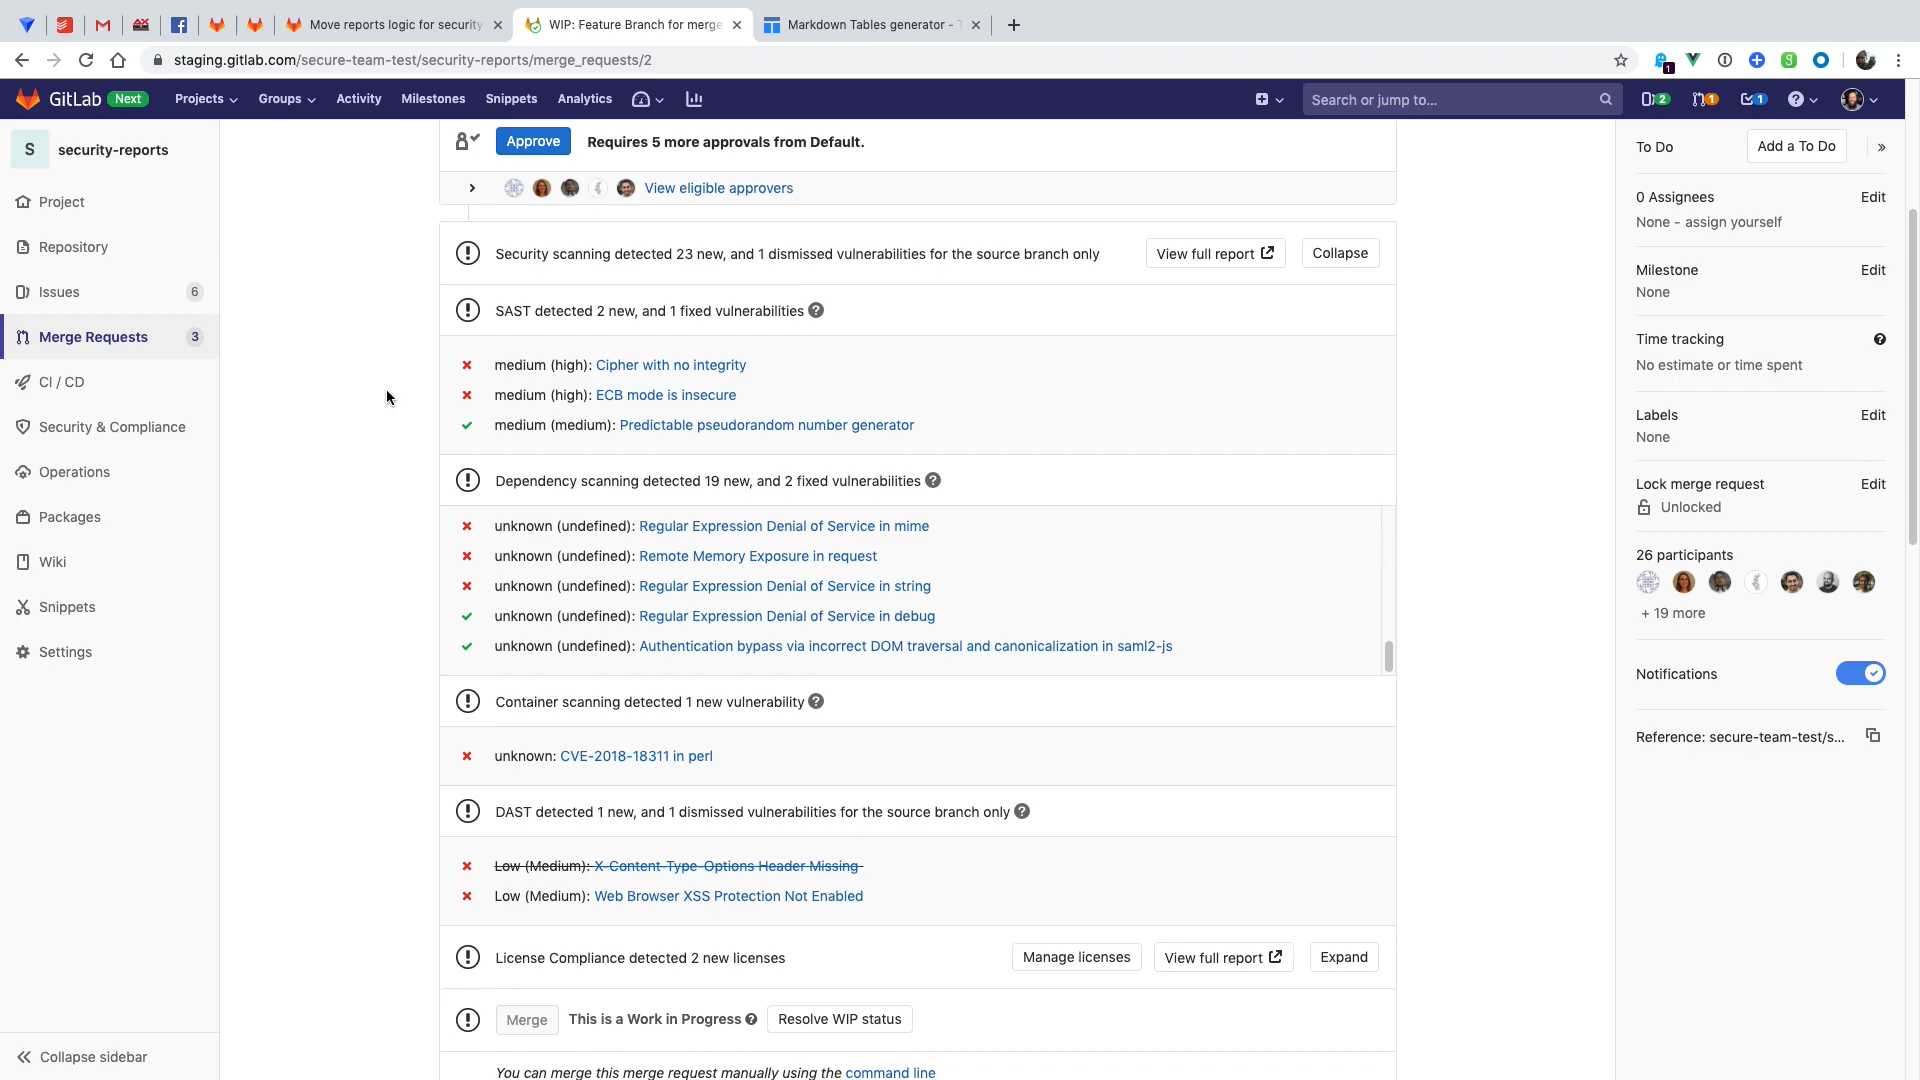 Move reports logic for security
WIP: Feature Branch for merge
Markdown Tables generator - T
staging.gitlab.com/secure-team-test/security-reports/merge_requests/2
1
GitLab Next Projects Groups Activity Milestones Snippets Analytics Search or jump to... 2 1 1
S security-reports
Project
Repository
Issues 6
Merge Requests 3
CI / CD
Security & Compliance
Operations
Packages
Wiki
Snippets
Settings
Collapse sidebar
Approve Requires 5 more approvals from Default.
View eligible approvers
Security scanning detected 23 new, and 1 dismissed vulnerabilities for the source branch only View full report Collapse
SAST detected 2 new, and 1 fixed vulnerabilities
medium (high): Cipher with no integrity
medium (high): ECB mode is insecure
medium (medium): Predictable pseudorandom number generator
Dependency scanning detected 19 new, and 2 fixed vulnerabilities
unknown (undefined): Regular Expression Denial of Service in mime
unknown (undefined): Remote Memory Exposure in request
unknown (undefined): Regular Expression Denial of Service in string
unknown (undefined): Regular Expression Denial of Service in debug
unknown (undefined): Authentication bypass via incorrect DOM traversal and canonicalization in saml2-js
Container scanning detected 1 new vulnerability
unknown: CVE-2018-18311 in perl
DAST detected 1 new, and 1 dismissed vulnerabilities for the source branch only
Low (Medium): X-Content-Type-Options Header Missing
Low (Medium): Web Browser XSS Protection Not Enabled
License Compliance detected 2 new licenses Manage licenses View full report Expand
Merge This is a Work in Progress Resolve WIP status
You can merge this merge request manually using the command line
To Do Add a To Do
0 Assignees Edit
None - assign yourself
Milestone Edit
None
Time tracking
No estimate or time spent
Labels Edit
None
Lock merge request Edit
Unlocked
26 participants
+ 19 more
Notifications
Reference: secure-team-test/s...